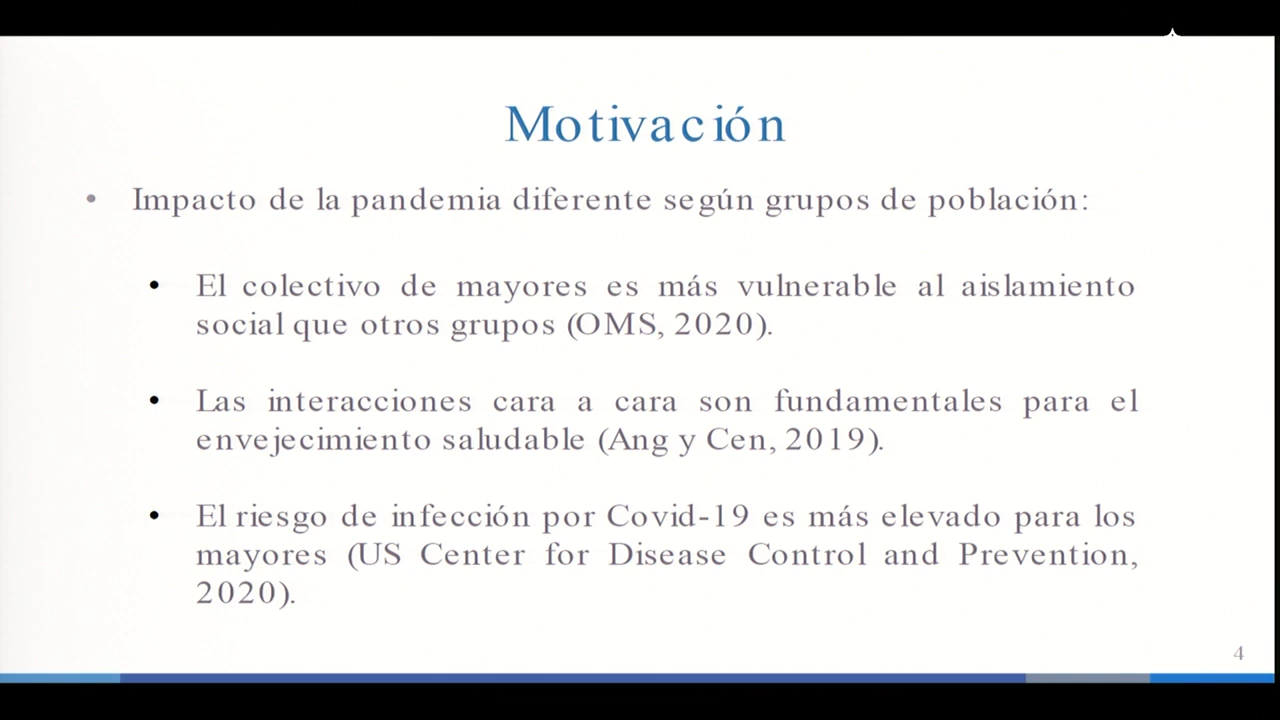 Motivación
• Impacto de la pandemia diferente según grupos de población:
• El colectivo de mayores es más vulnerable al aislamiento
social que otros grupos (OMS, 2020).
• Las interacciones cara a cara son fundamentales para el
envejecimiento saludable (Ang y Cen, 2019).
• El riesgo de infección por Covid-19 es más elevado para los
mayores (US Center for Disease Control and Prevention,
2020).
4